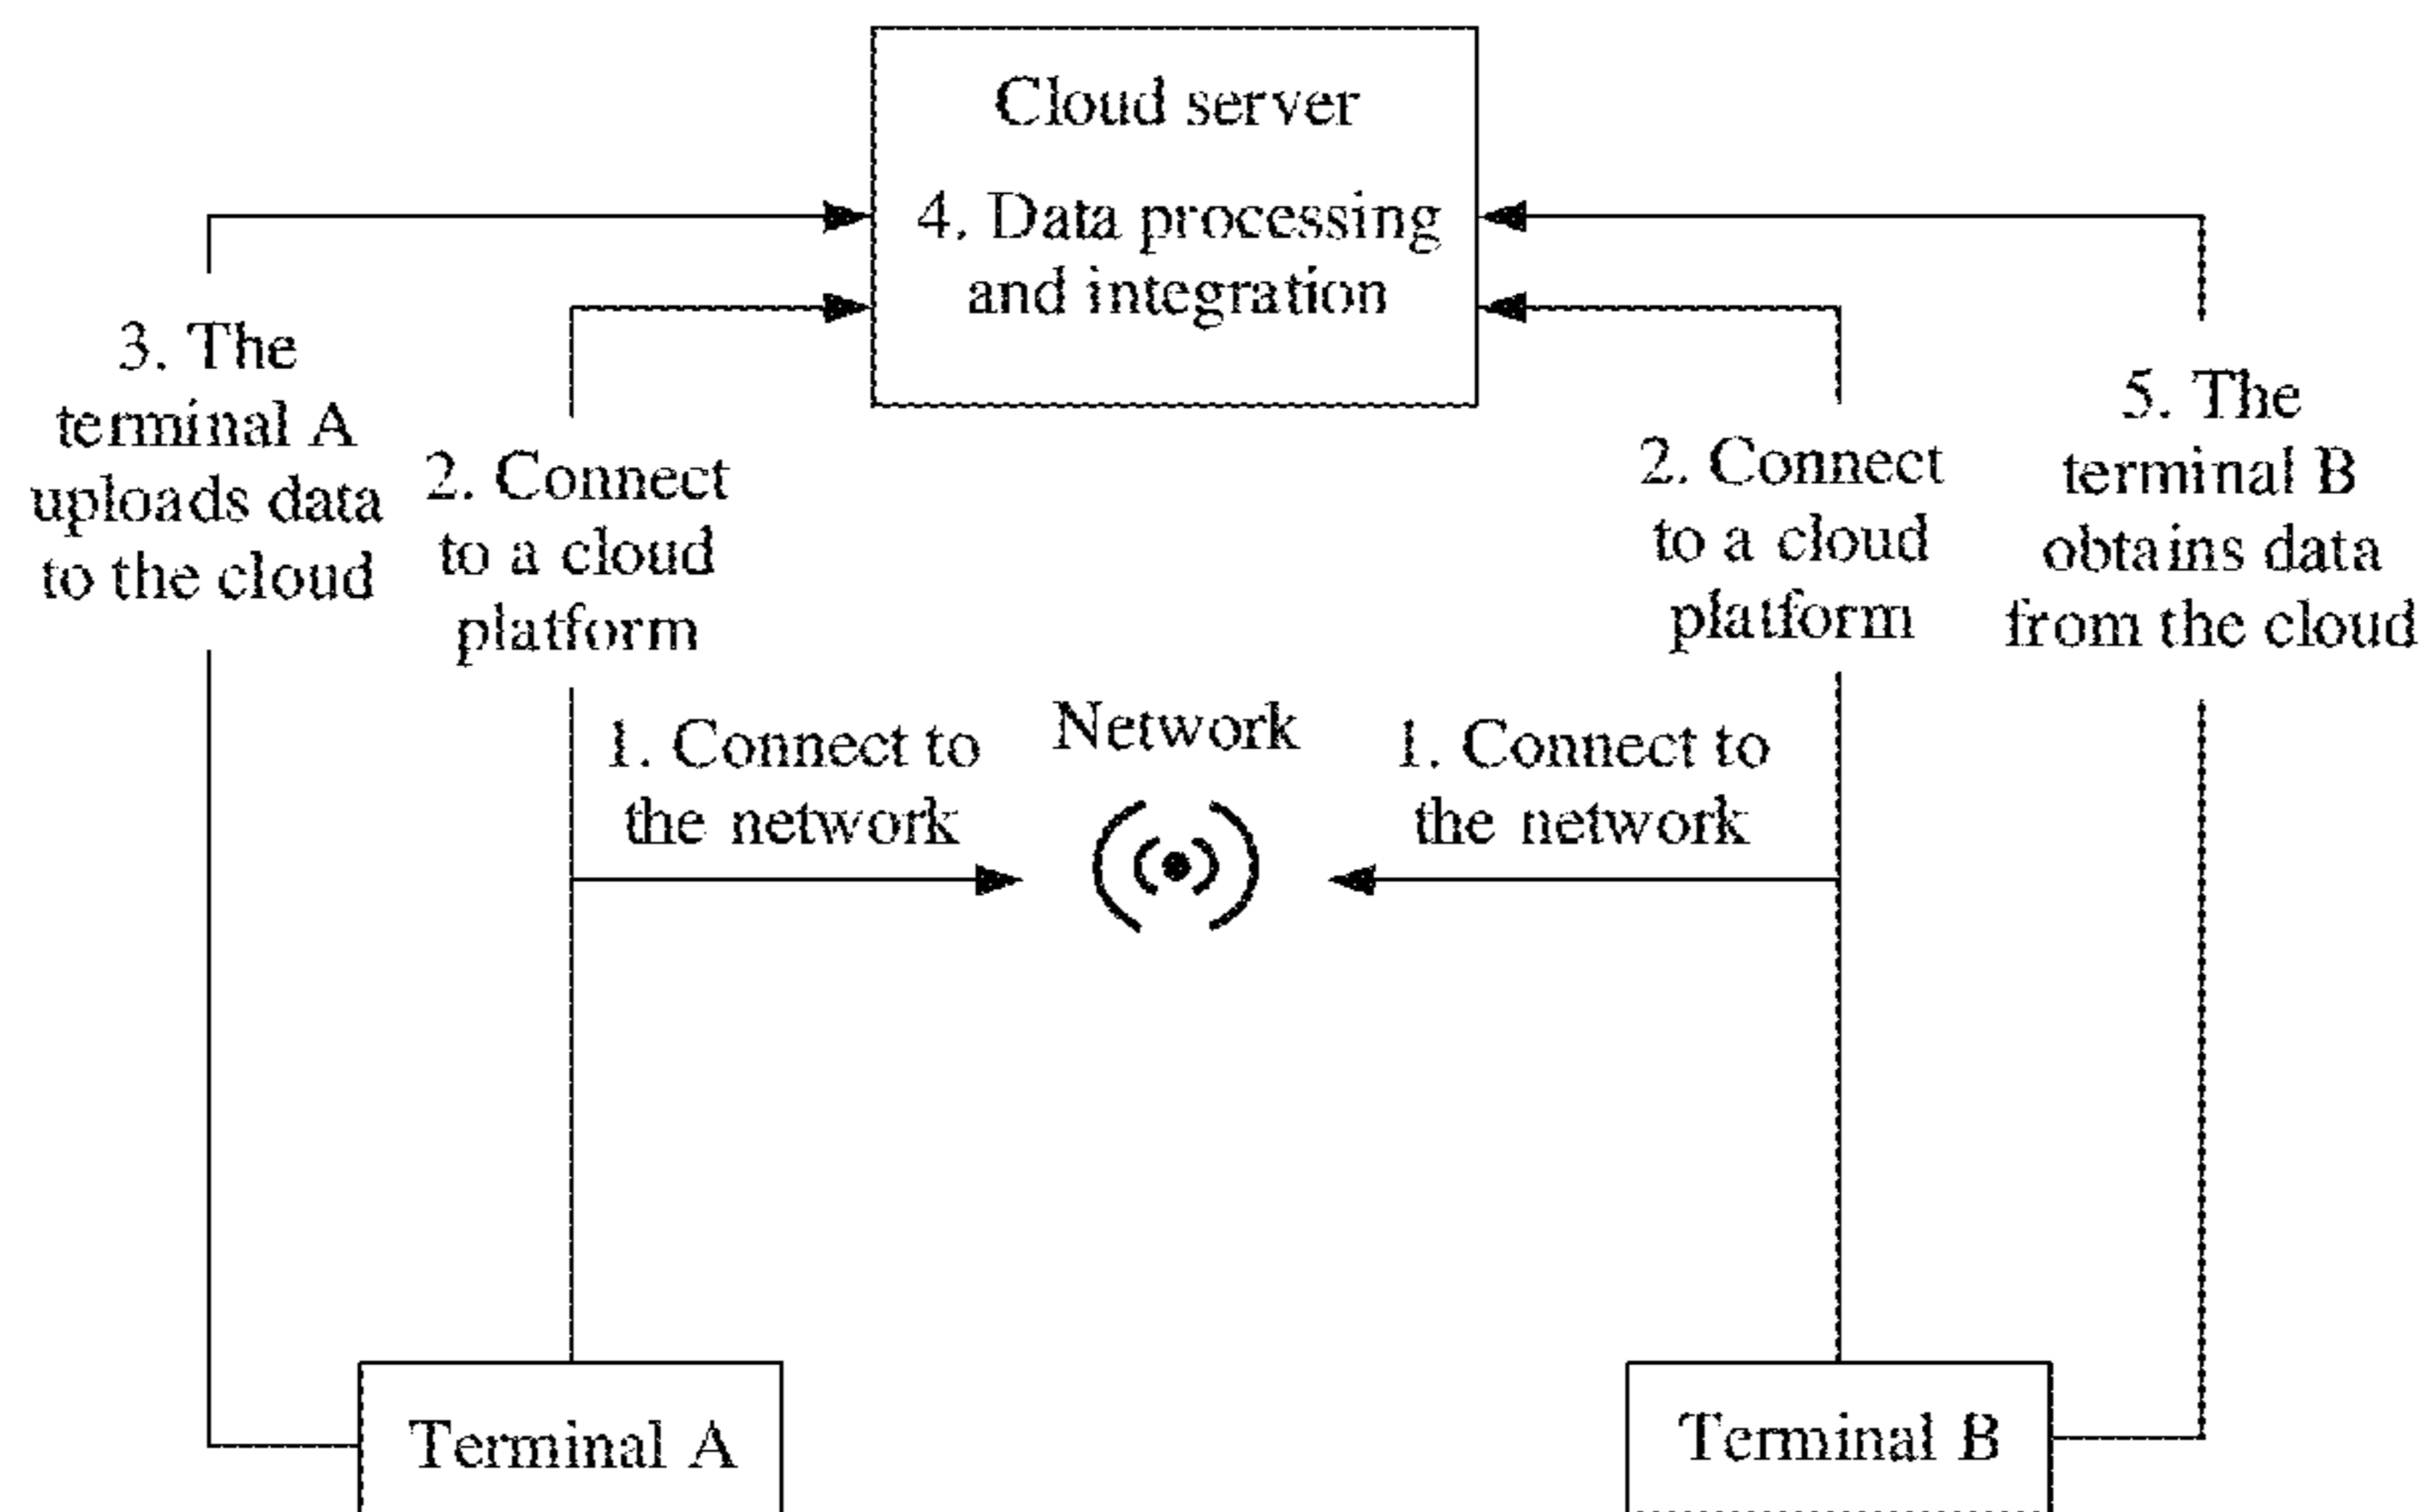 Cloud server
4. Data processing
and integration
3. The
terminal A
uploads data
to the cloud
2. Connect
to a cloud
platform
1. Connect to
the network
Network
1. Connect to
the network
2. Connect
to a cloud
platform
5. The
terminal B
obtains data
from the cloud
Terminal A
Terminal B